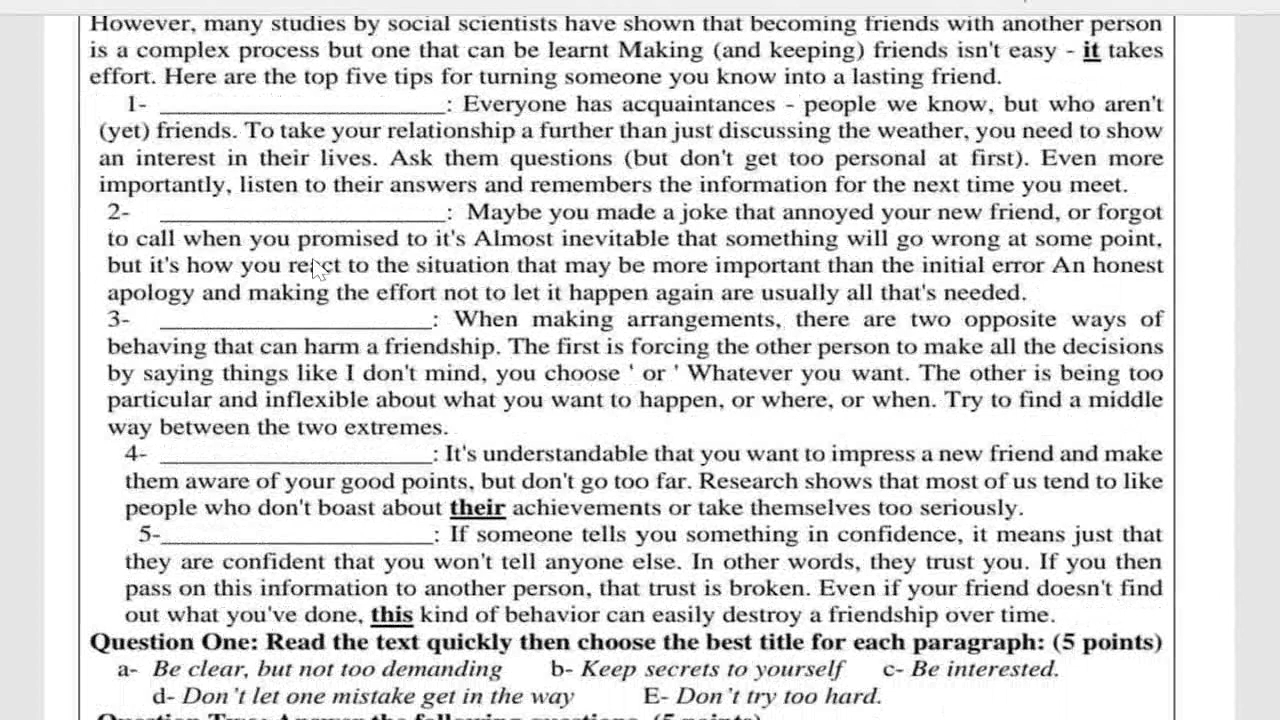 However, many studies by social scientists have shown that becoming friends with another person
is a complex process but one that can be learnt Making (and keeping) friends isn't easy - it takes
effort. Here are the top five tips for turning someone you know into a lasting friend.
1- ______________________: Everyone has acquaintances - people we know, but who aren't
(yet) friends. To take your relationship a further than just discussing the weather, you need to show
an interest in their lives. Ask them questions (but don't get too personal at first). Even more
importantly, listen to their answers and remembers the information for the next time you meet.
2- ______________________: Maybe you made a joke that annoyed your new friend, or forgot
to call when you promised to it's Almost inevitable that something will go wrong at some point,
but it's how you react to the situation that may be more important than the initial error An honest
apology and making the effort not to let it happen again are usually all that's needed.
3- _____________________: When making arrangements, there are two opposite ways of
behaving that can harm a friendship. The first is forcing the other person to make all the decisions
by saying things like I don't mind, you choose ' or ' Whatever you want. The other is being too
particular and inflexible about what you want to happen, or where, or when. Try to find a middle
way between the two extremes.
4- _____________________: It's understandable that you want to impress a new friend and make
them aware of your good points, but don't go too far. Research shows that most of us tend to like
people who don't boast about their achievements or take themselves too seriously.
5-_____________________: If someone tells you something in confidence, it means just that
they are confident that you won't tell anyone else. In other words, they trust you. If you then
pass on this information to another person, that trust is broken. Even if your friend doesn't find
out what you've done, this kind of behavior can easily destroy a friendship over time.
Question One: Read the text quickly then choose the best title for each paragraph: (5 points)
a- Be clear, but not too demanding b- Keep secrets to yourself c- Be interested.
d- Don't let one mistake get in the way E- Don't try too hard.
Question Two: Answer the following questions. (5 points)